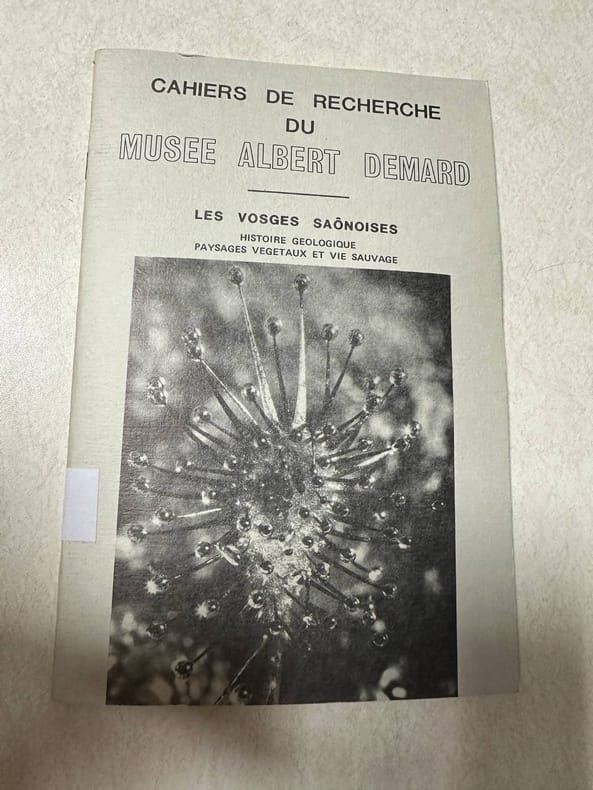 CAHIERS DE RECHERCHE
DU
MUSEE ALBERT DEMARD
LES VOSGES SAÔNOISES
HISTOIRE GEOLOGIQUE
PAYSAGES VEGETAUX ET VIE SAUVAGE